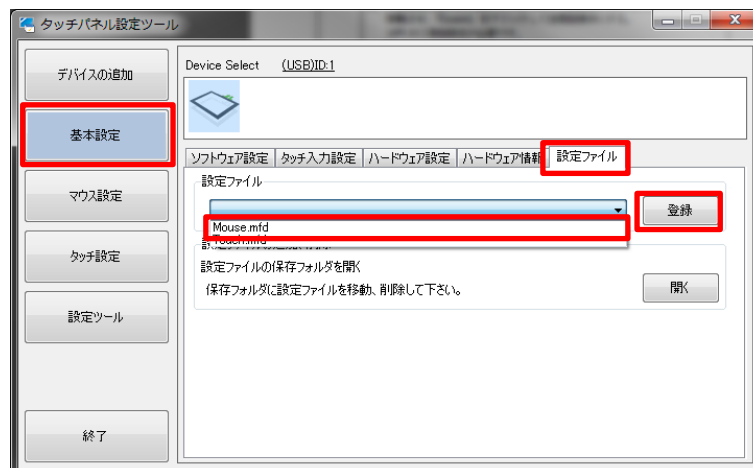 タッチパネル設定ツール
デバイスの追加
基本設定
マウス設定
タッチ設定
設定ツール
終了
Device Select (USB)ID:1
ソフトウェア設定 タッチ入力設定 ハードウェア設定 ハードウェア情報 設定ファイル
設定ファイル
登録
Mouse.mfd
Touch.mfd
設定ファイルの保存フォルダを開く
保存フォルダに設定ファイルを移動、削除して下さい。
開く